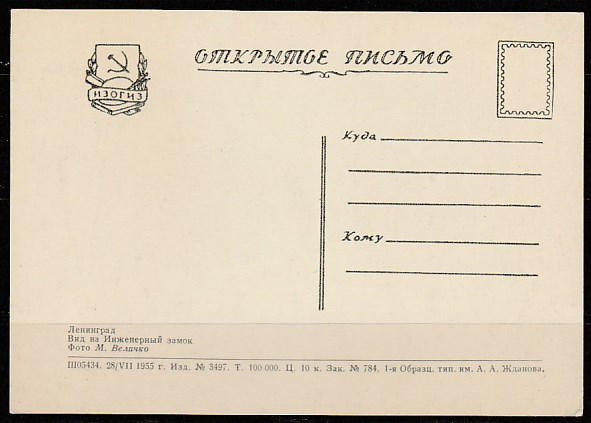 ОТКРЫТОЕ ПИСЬМО
ИЗОГИЗ
Куда
Кому
Ленинград
Вид на Инженерный замок
Фото М. Величко
Ш05434. 28/VII 1955 г. Изд. № 3497. Т. 100 000. Ц. 10 к. Зак. № 784. 1-я Образц. тип. им. А. А. Жданова.